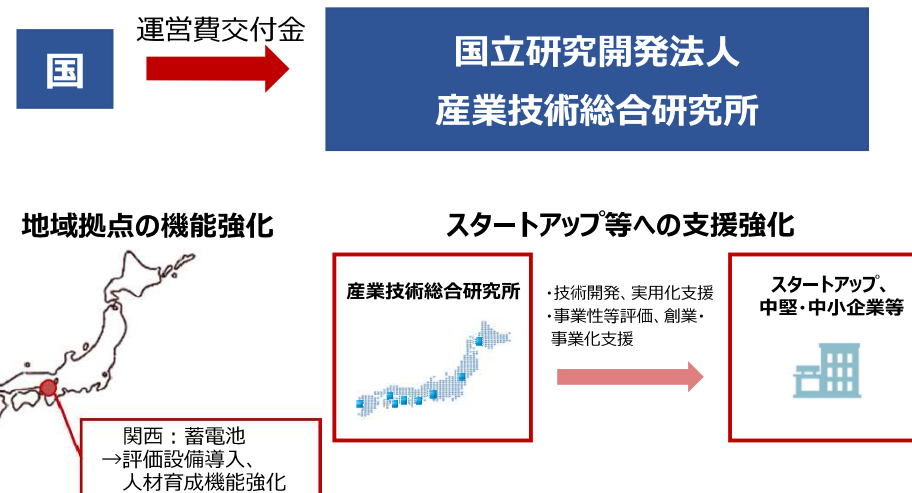 国
運営費交付金
国立研究開発法人
産業技術総合研究所
地域拠点の機能強化
関西：蓄電池
→評価設備導入、
人材育成機能強化
スタートアップ等への支援強化
産業技術総合研究所
・技術開発、実用化支援
・事業性等評価、創業・
事業化支援
スタートアップ、
中堅・中小企業等